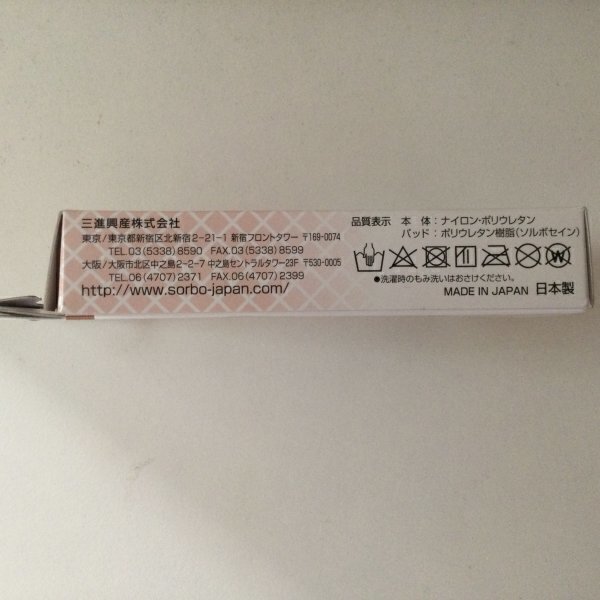 三進興産株式会社
東京/東京都新宿区北新宿2-21-1 新宿フロントタワー 〒169-0074
TEL.03(5338)8590 FAX.03(5338)8599
大阪/大阪市北区中之島2-2-7 中之島セントラルタワー23F 〒530-0005
TEL.06(4707)2371 FAX.06(4707)2399
http://www.sorbo-japan.com/
品質表示 本 体:ナイロン・ポリウレタン
パッド:ポリウレタン樹脂(ソルボセイン)
W
●洗濯時のもみ洗いはおさけください。
MADE IN JAPAN 日本製